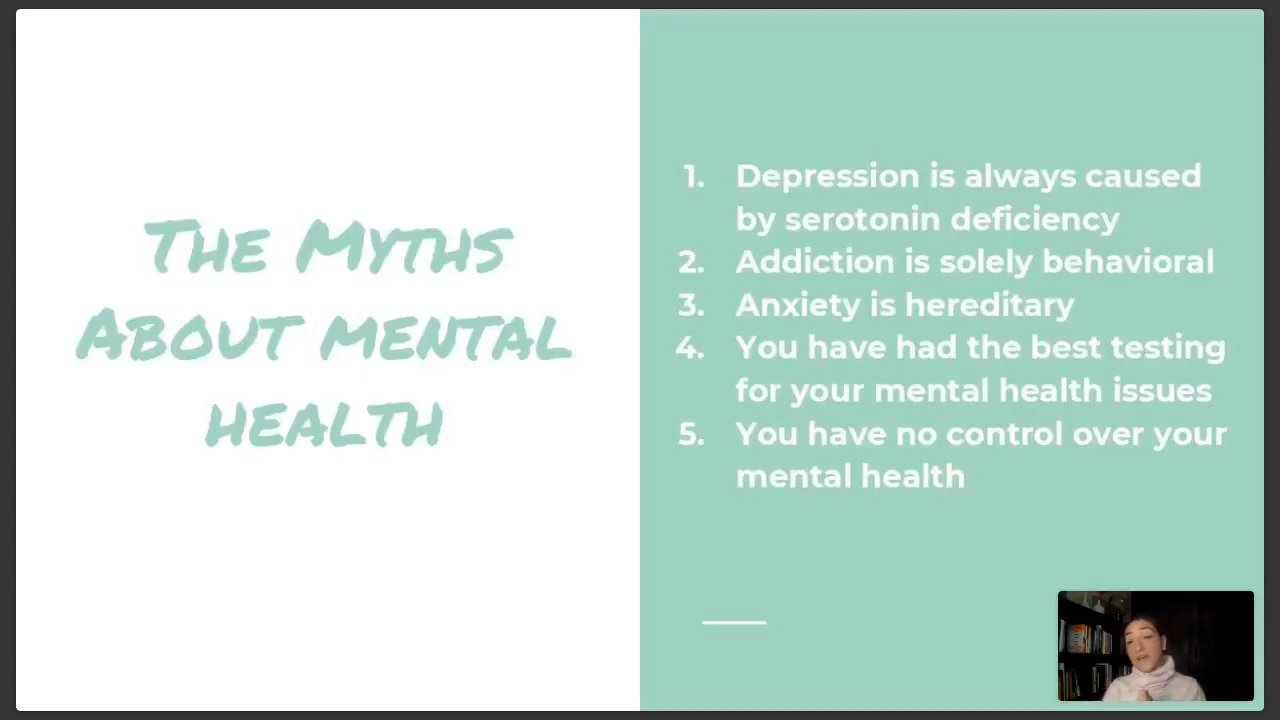 The Myths
About mental
health
1. Depression is always caused
by serotonin deficiency
2. Addiction is solely behavioral
3. Anxiety is hereditary
4. You have had the best testing
for your mental health issues
5. You have no control over your
mental health